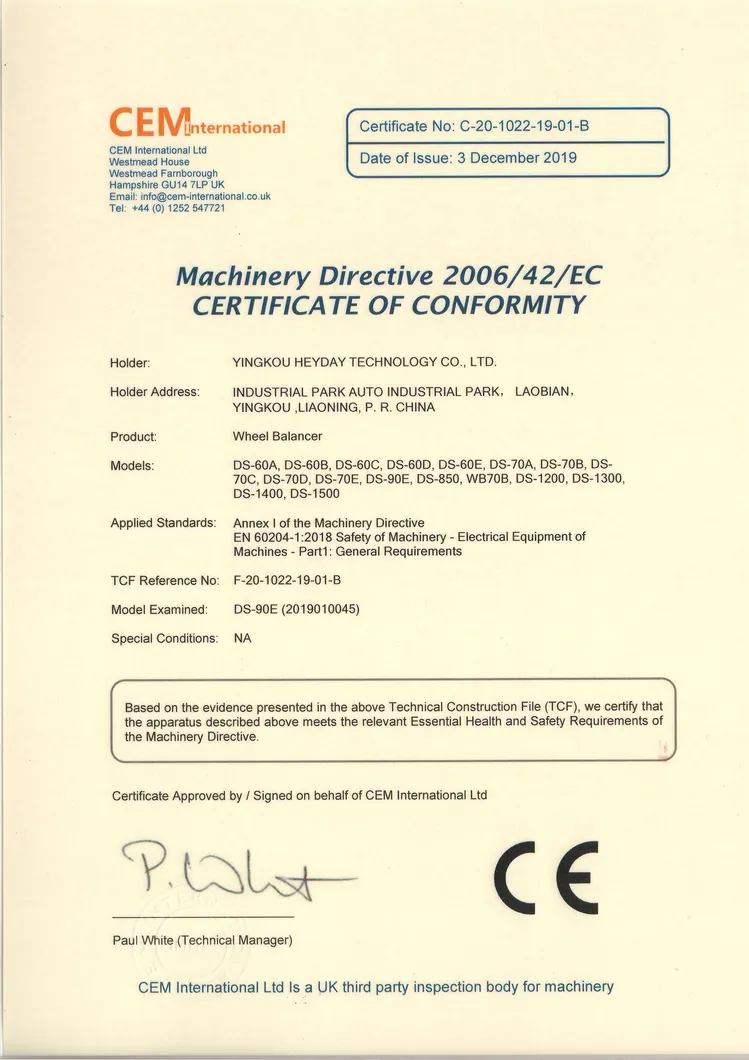 CEM International
CEM International Ltd
Westmead House
Westmead Farnborough
Hampshire GU14 7LP UK
Email: info@cem-international.co.uk
Tel: +44 (0) 1252 547721
Certificate No: C-20-1022-19-01-B
Date of Issue: 3 December 2019
Machinery Directive 2006/42/EC
CERTIFICATE OF CONFORMITY
Holder: YINGKOU HEYDAY TECHNOLOGY CO., LTD.
Holder Address: INDUSTRIAL PARK AUTO INDUSTRIAL PARK, LAOBIAN,
YINGKOU ,LIAONING, P. R. CHINA
Product: Wheel Balancer
Models: DS-60A, DS-60B, DS-60C, DS-60D, DS-60E, DS-70A, DS-70B, DS-
70C, DS-70D, DS-70E, DS-90E, DS-850, WB70B, DS-1200, DS-1300,
DS-1400, DS-1500
Applied Standards: Annex I of the Machinery Directive
EN 60204-1:2018 Safety of Machinery - Electrical Equipment of
Machines - Part1: General Requirements
TCF Reference No: F-20-1022-19-01-B
Model Examined: DS-90E (2019010045)
Special Conditions: NA
Based on the evidence presented in the above Technical Construction File (TCF), we certify that
the apparatus described above meets the relevant Essential Health and Safety Requirements of
the Machinery Directive.
Certificate Approved by / Signed on behalf of CEM International Ltd
P. White
CE
Paul White (Technical Manager)
CEM International Ltd Is a UK third party inspection body for machinery